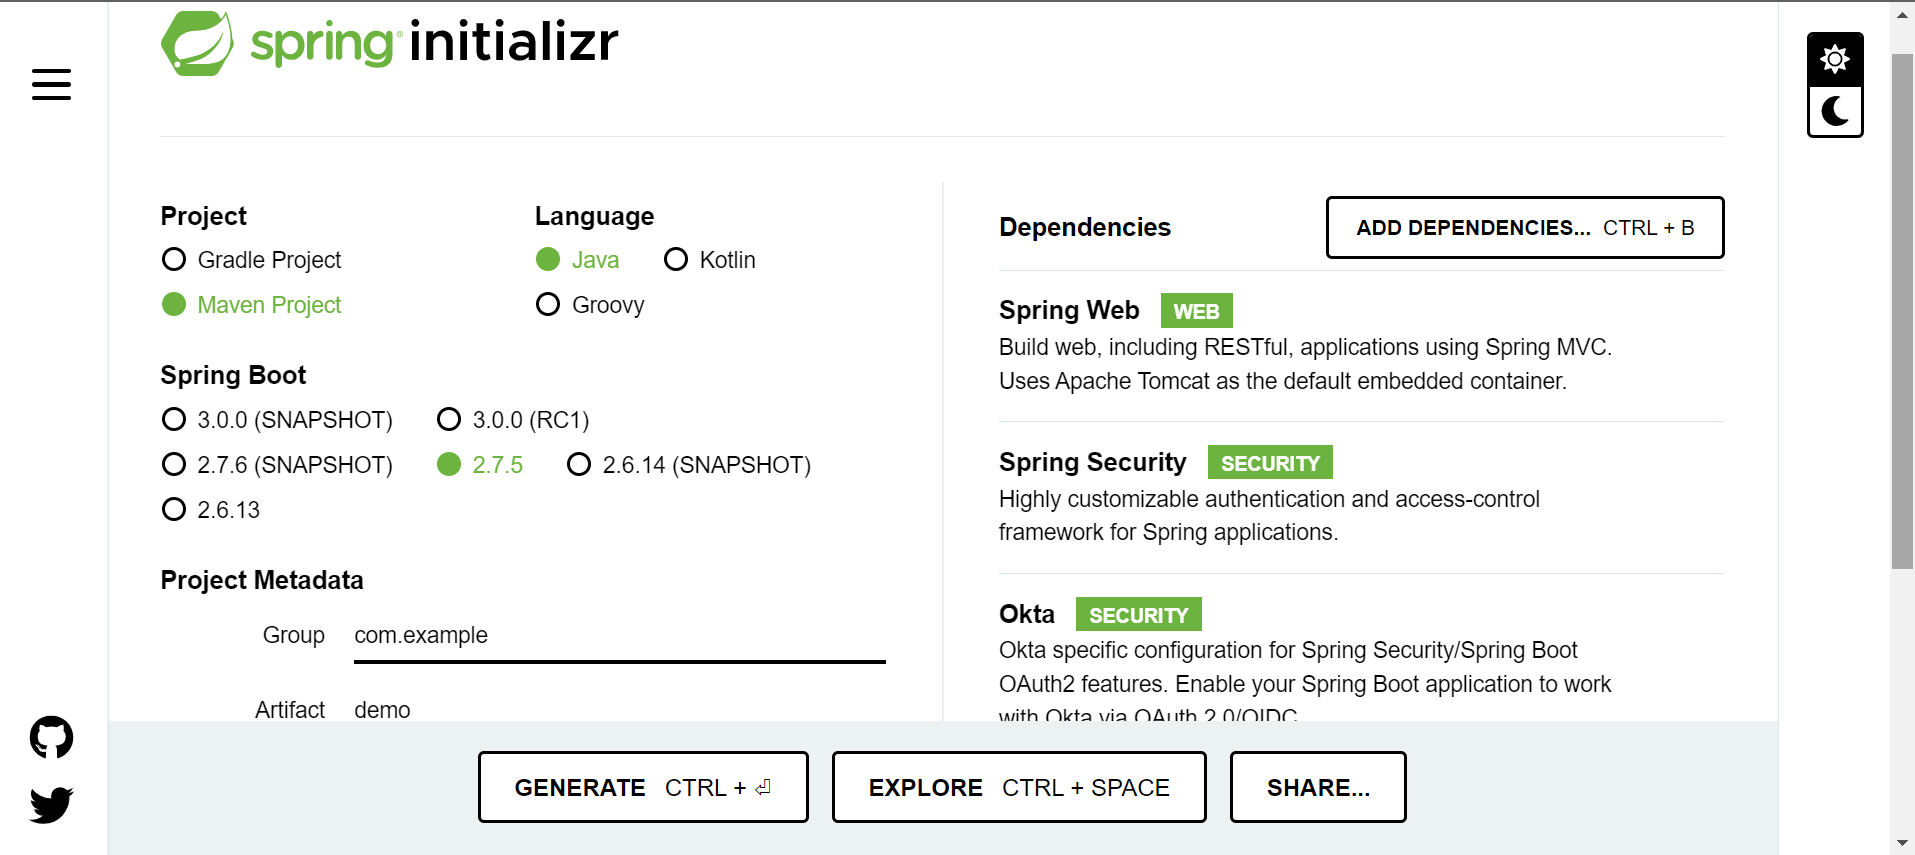 spring initializr
Project
Gradle Project
Maven Project
Language
Java Kotlin
Groovy
Spring Boot
3.0.0 (SNAPSHOT) 3.0.0 (RC1)
2.7.6 (SNAPSHOT) 2.7.5 2.6.14 (SNAPSHOT)
2.6.13
Project Metadata
Group com.example
Artifact demo
Dependencies ADD DEPENDENCIES... CTRL + B
Spring Web WEB
Build web, including RESTful, applications using Spring MVC.
Uses Apache Tomcat as the default embedded container.
Spring Security SECURITY
Highly customizable authentication and access-control
framework for Spring applications.
Okta SECURITY
Okta specific configuration for Spring Security/Spring Boot
OAuth2 features. Enable your Spring Boot application to work
with Okta via OAuth 2.0/OIDC
GENERATE CTRL + ⏎ EXPLORE CTRL + SPACE SHARE...